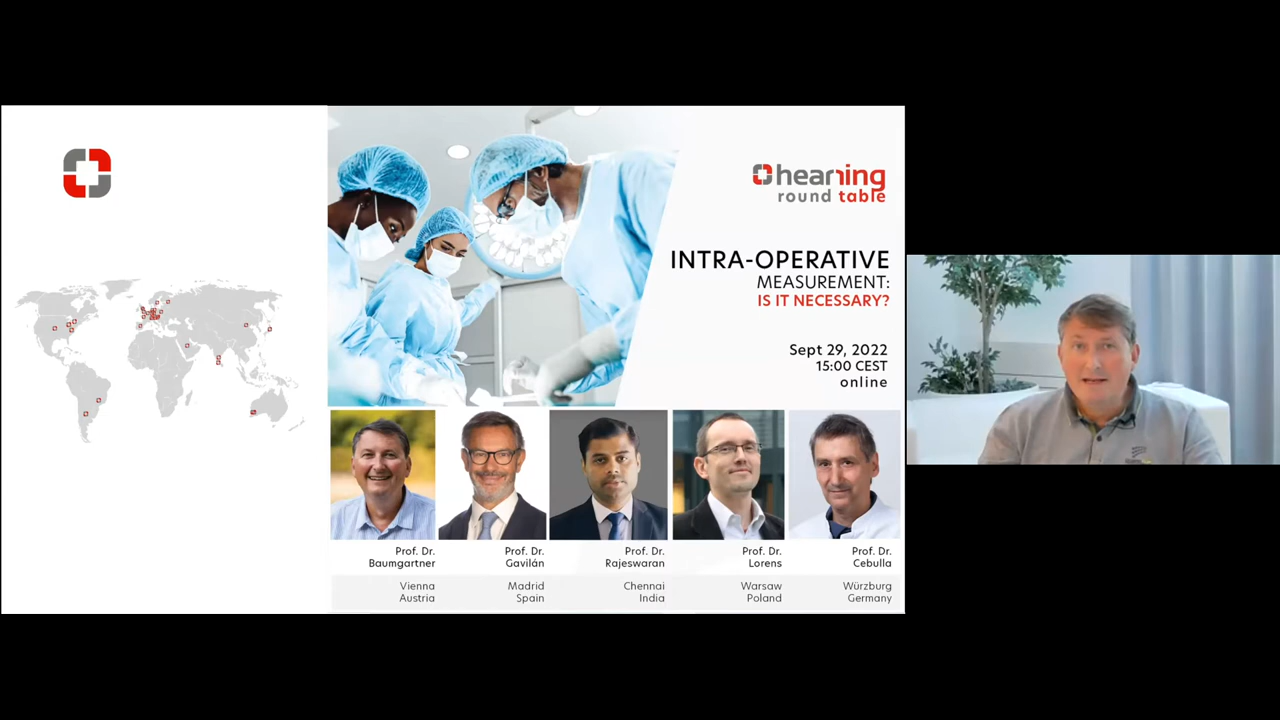 hearring
round table
INTRA-OPERATIVE
MEASUREMENT:
IS IT NECESSARY?
Sept 29, 2022
15:00 CEST
online
Prof. Dr.
Baumgartner
Vienna
Austria
Prof. Dr.
Gavilán
Madrid
Spain
Prof. Dr.
Rajeswaran
Chennai
India
Prof. Dr.
Lorens
Warsaw
Poland
Prof. Dr.
Cebulla
Würzburg
Germany